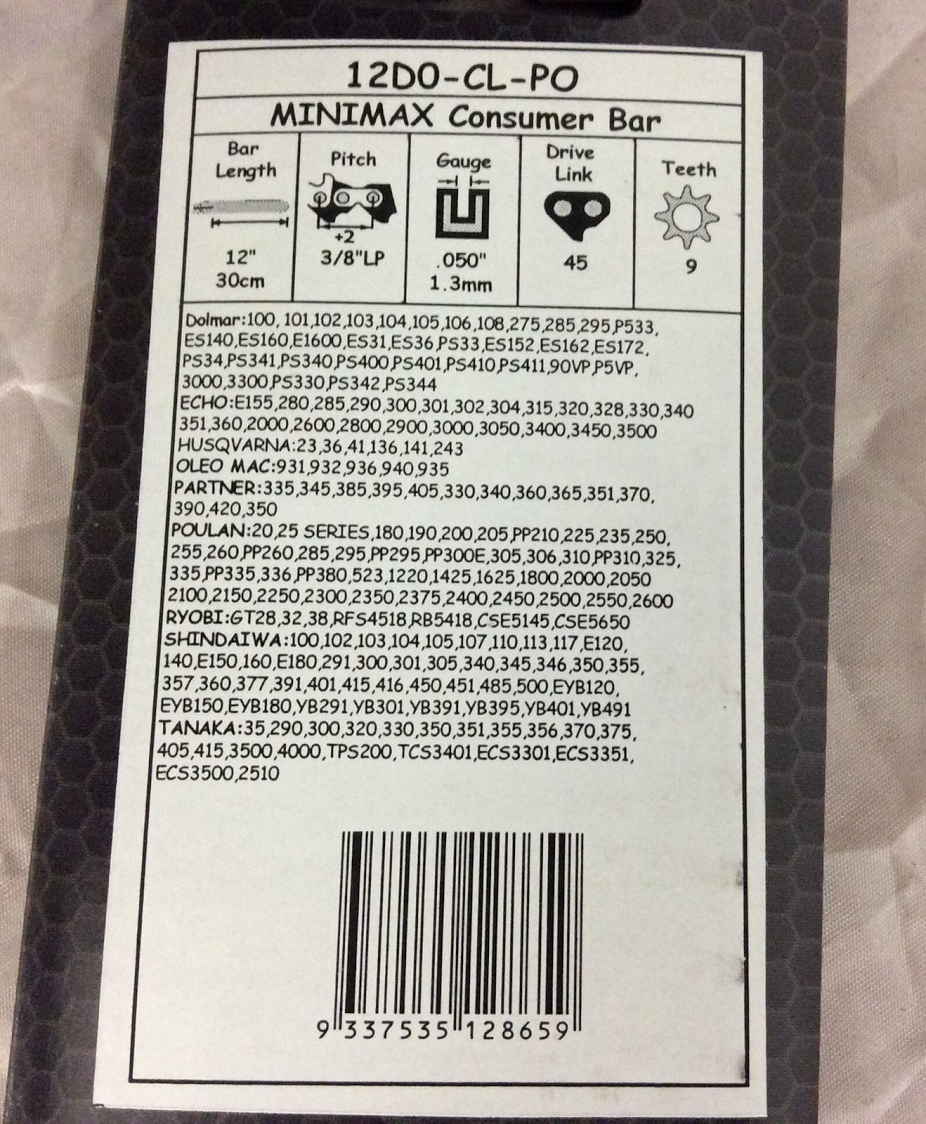 12D0-CL-PO
MINIMAX Consumer Bar
Bar Length
Pitch
Gauge
Drive Link
Teeth
+2
12"
30cm
3/8"LP
.050"
1.3mm
45
9
Dolmar:100, 101,102,103,104,105,106,108,275,285,295,P533,
ES140,ES160,E1600,ES31,ES36,PS33,ES152,ES162,ES172,
PS34,PS341,PS340,PS400,PS401,PS410,PS411,90VP,P5VP,
3000,3300,PS330,PS342,PS344
ECHO:E155,280,285,290,300,301,302,304,315,320,328,330,340
351,360,2000,2600,2800,2900,3000,3050,3400,3450,3500
HUSQVARNA:23,36,41,136,141,243
OLEO MAC:931,932,936,940,935
PARTNER:335,345,385,395,405,330,340,360,365,351,370,
390,420,350
POULAN:20,25 SERIES,180,190,200,205,PP210,225,235,250,
255,260,PP260,285,295,PP295,PP300E,305,306,310,PP310,325,
335,PP335,336,PP380,523,1220,1425,1625,1800,2000,2050
2100,2150,2250,2300,2350,2375,2400,2450,2500,2550,2600
RYOBI:GT28,32,38,RFS4518,RB5418,CSE5145,CSE5650
SHINDAIWA:100,102,103,104,105,107,110,113,117,E120,
140,E150,160,E180,291,300,301,305,340,345,346,350,355,
357,360,377,391,401,415,416,450,451,485,500,EYB120,
EYB150,EYB180,YB291,YB301,YB391,YB395,YB401,YB491
TANAKA:35,290,300,320,330,350,351,355,356,370,375,
405,415,3500,4000,TPS200,TCS3401,ECS3301,ECS3351,
ECS3500,2510
9 337535 128659